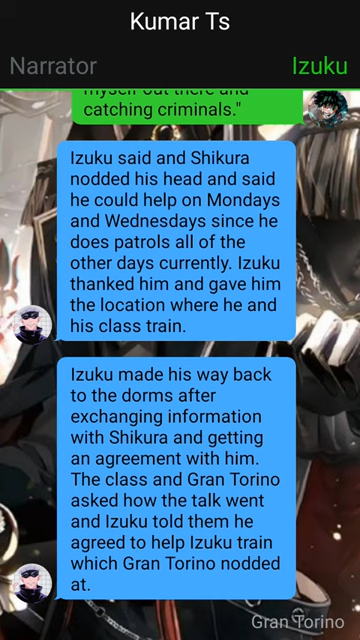 Kumar Ts
Narrator
Izuku
myself out there and
catching criminals."
Izuku said and Shikura
nodded his head and said
he could help on Mondays
and Wednesdays since he
does patrols all of the
other days currently. Izuku
thanked him and gave him
the location where he and
his class train.
Izuku made his way back
to the dorms after
exchanging information
with Shikura and getting
an agreement with him.
The class and Gran Torino
asked how the talk went
and Izuku told them he
agreed to help Izuku train
which Gran Torino nodded
at.
Gran Torino